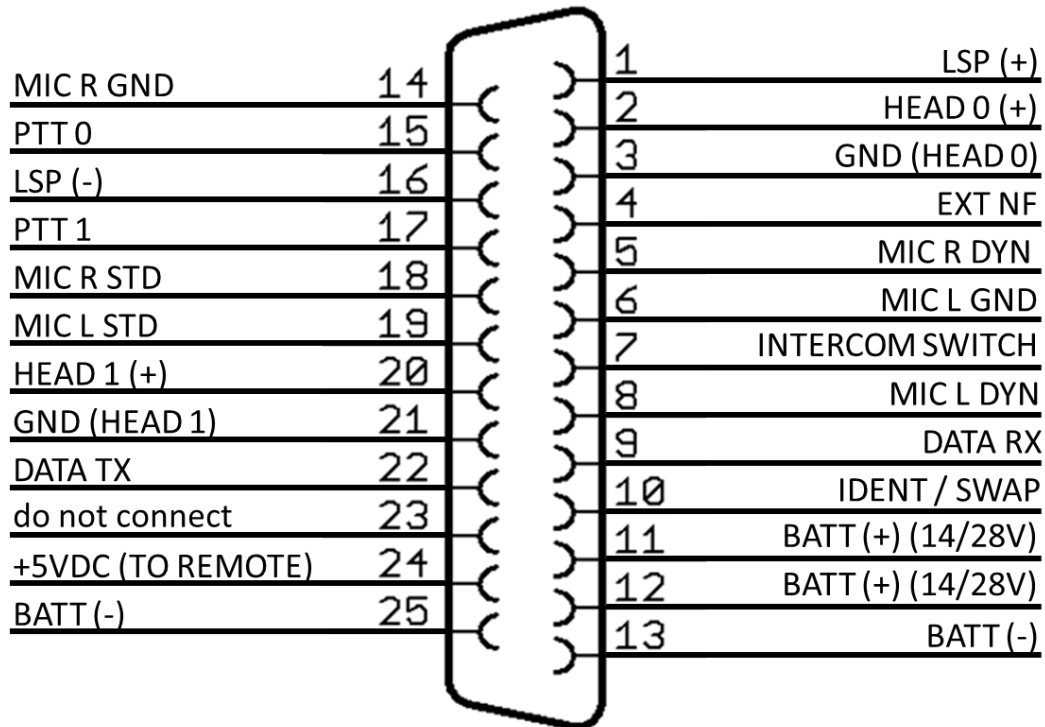 MIC R GND 14
PTT 0 15
LSP (-) 16
PTT 1 17
MIC R STD 18
MIC L STD 19
HEAD 1 (+) 20
GND (HEAD 1) 21
DATA TX 22
do not connect 23
+5VDC (TO REMOTE) 24
BATT (-) 25
1 LSP (+)
2 HEAD 0 (+)
3 GND (HEAD 0)
4 EXT NF
5 MIC R DYN
6 MIC L GND
7 INTERCOM SWITCH
8 MIC L DYN
9 DATA RX
10 IDENT / SWAP
11 BATT (+) (14/28V)
12 BATT (+) (14/28V)
13 BATT (-)